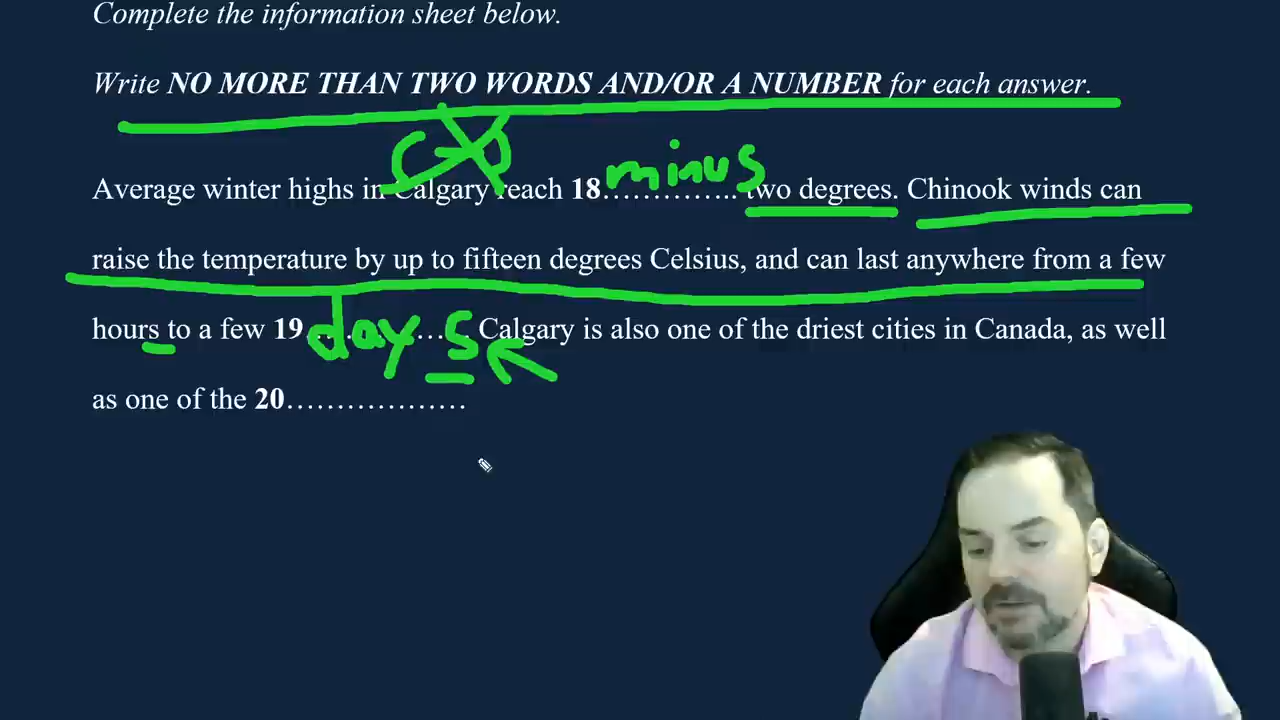 Complete the information sheet below.
Write NO MORE THAN TWO WORDS AND/OR A NUMBER for each answer.
Average winter highs in Calgary reach 18 minus ………….. two degrees. Chinook winds can
raise the temperature by up to fifteen degrees Celsius, and can last anywhere from a few
hours to a few 19 days ……………… Calgary is also one of the driest cities in Canada, as well
as one of the 20………………